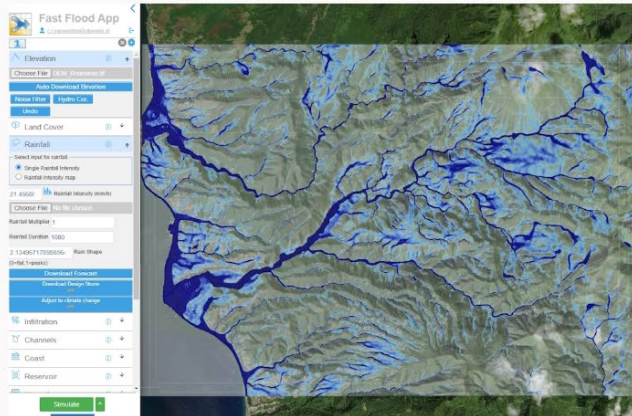 Fast Flood App
1
Elevation
Choose File DEM_Romania.tif
Auto Download Elevation
Noise Filter Hydro Cor.
Undo
Land Cover
Rainfall
Select input for rainfall
Single Rainfall Intensity
Rainfall Intensity map
Rainfall Intensity (mm/h)
Choose File No file chosen
Rainfall Multiplier 1
Rainfall Duration 1080
Rain Shape
(0=flat,1=peaks)
Download Forecast
Download Design Storm
Adjust to climate change
Infiltration
Channels
Coast
Reservoir
Simulate